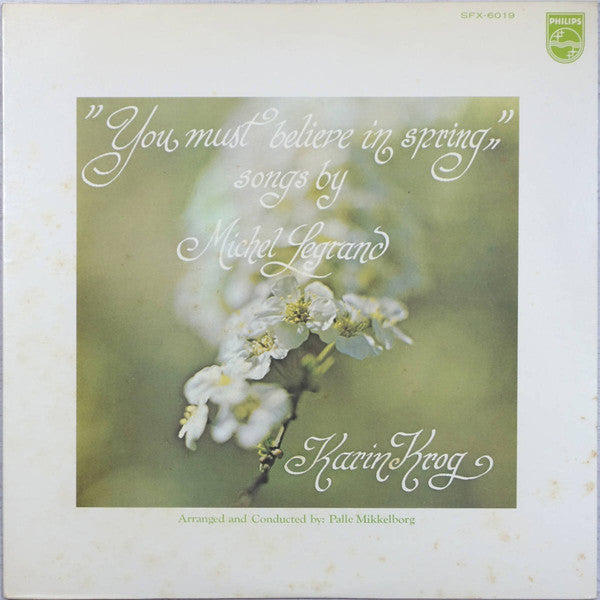 SFX-6019
PHILIPS
"You must believe in spring"
songs by
Michel Legrand
Karin Krog
Arranged and Conducted by: Palle Mikkelborg